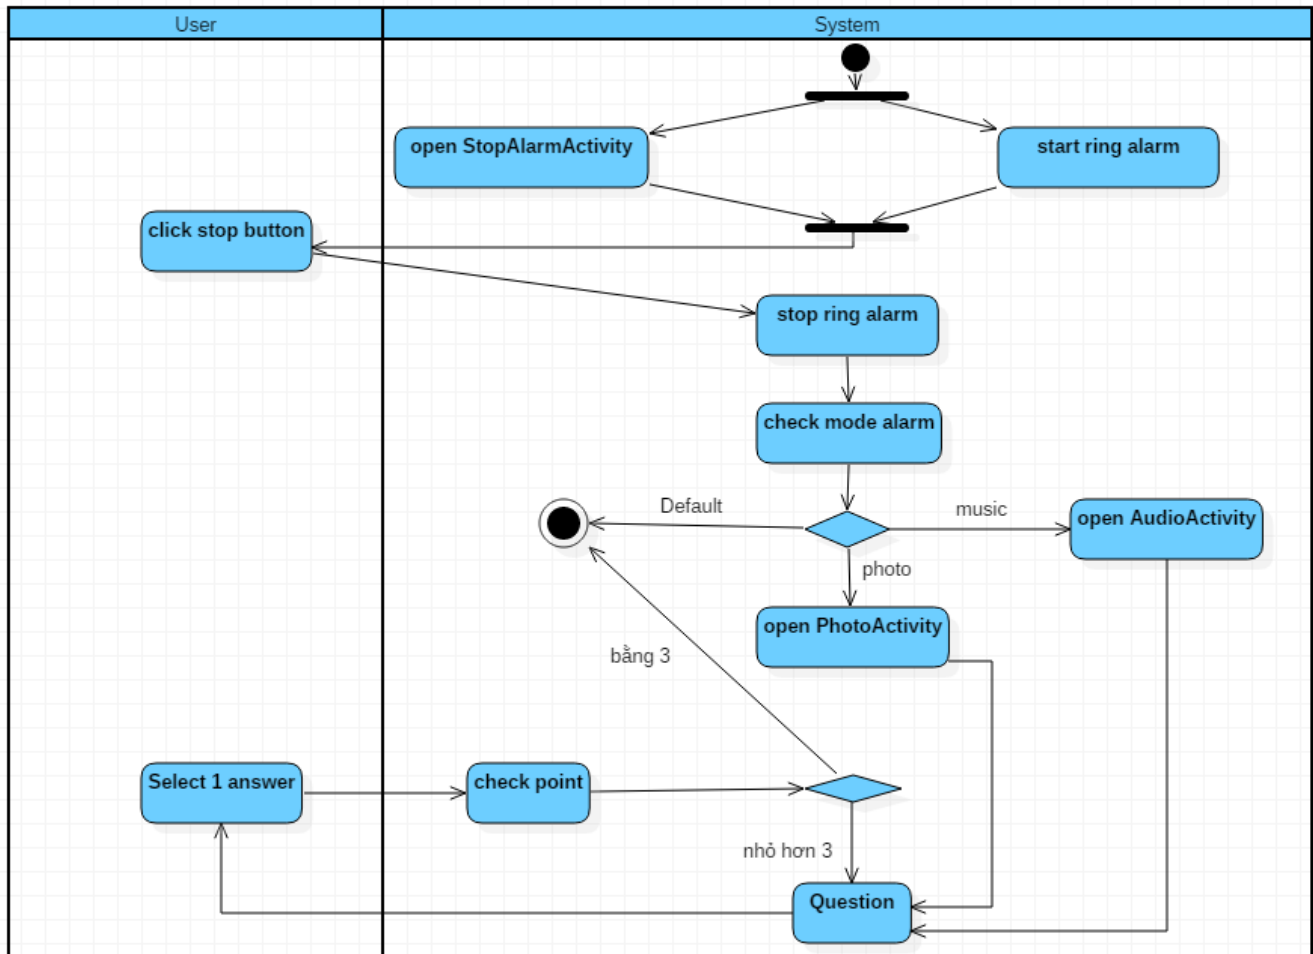 User
System
open StopAlarmActivity
start ring alarm
click stop button
stop ring alarm
check mode alarm
Default
music
open AudioActivity
photo
open PhotoActivity
bằng 3
Select 1 answer
check point
nhỏ hơn 3
Question